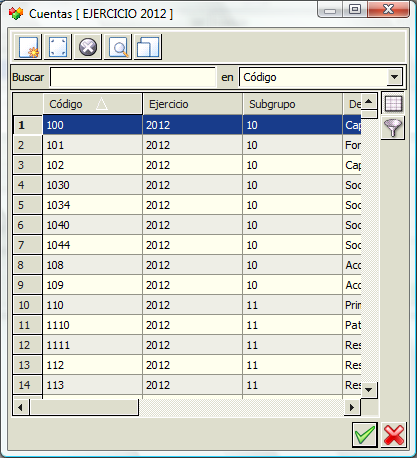 Cuentas [ EJERCICIO 2012 ]
Buscar en Código
Código Ejercicio Subgrupo De
1 100 2012 10 Cap
2 101 2012 10 For
3 102 2012 10 Cap
4 1030 2012 10 Soc
5 1034 2012 10 Soc
6 1040 2012 10 Soc
7 1044 2012 10 Soc
8 108 2012 10 Acc
9 109 2012 10 Acc
10 110 2012 11 Prim
11 1110 2012 11 Pat
12 1111 2012 11 Res
13 112 2012 11 Res
14 113 2012 11 Res